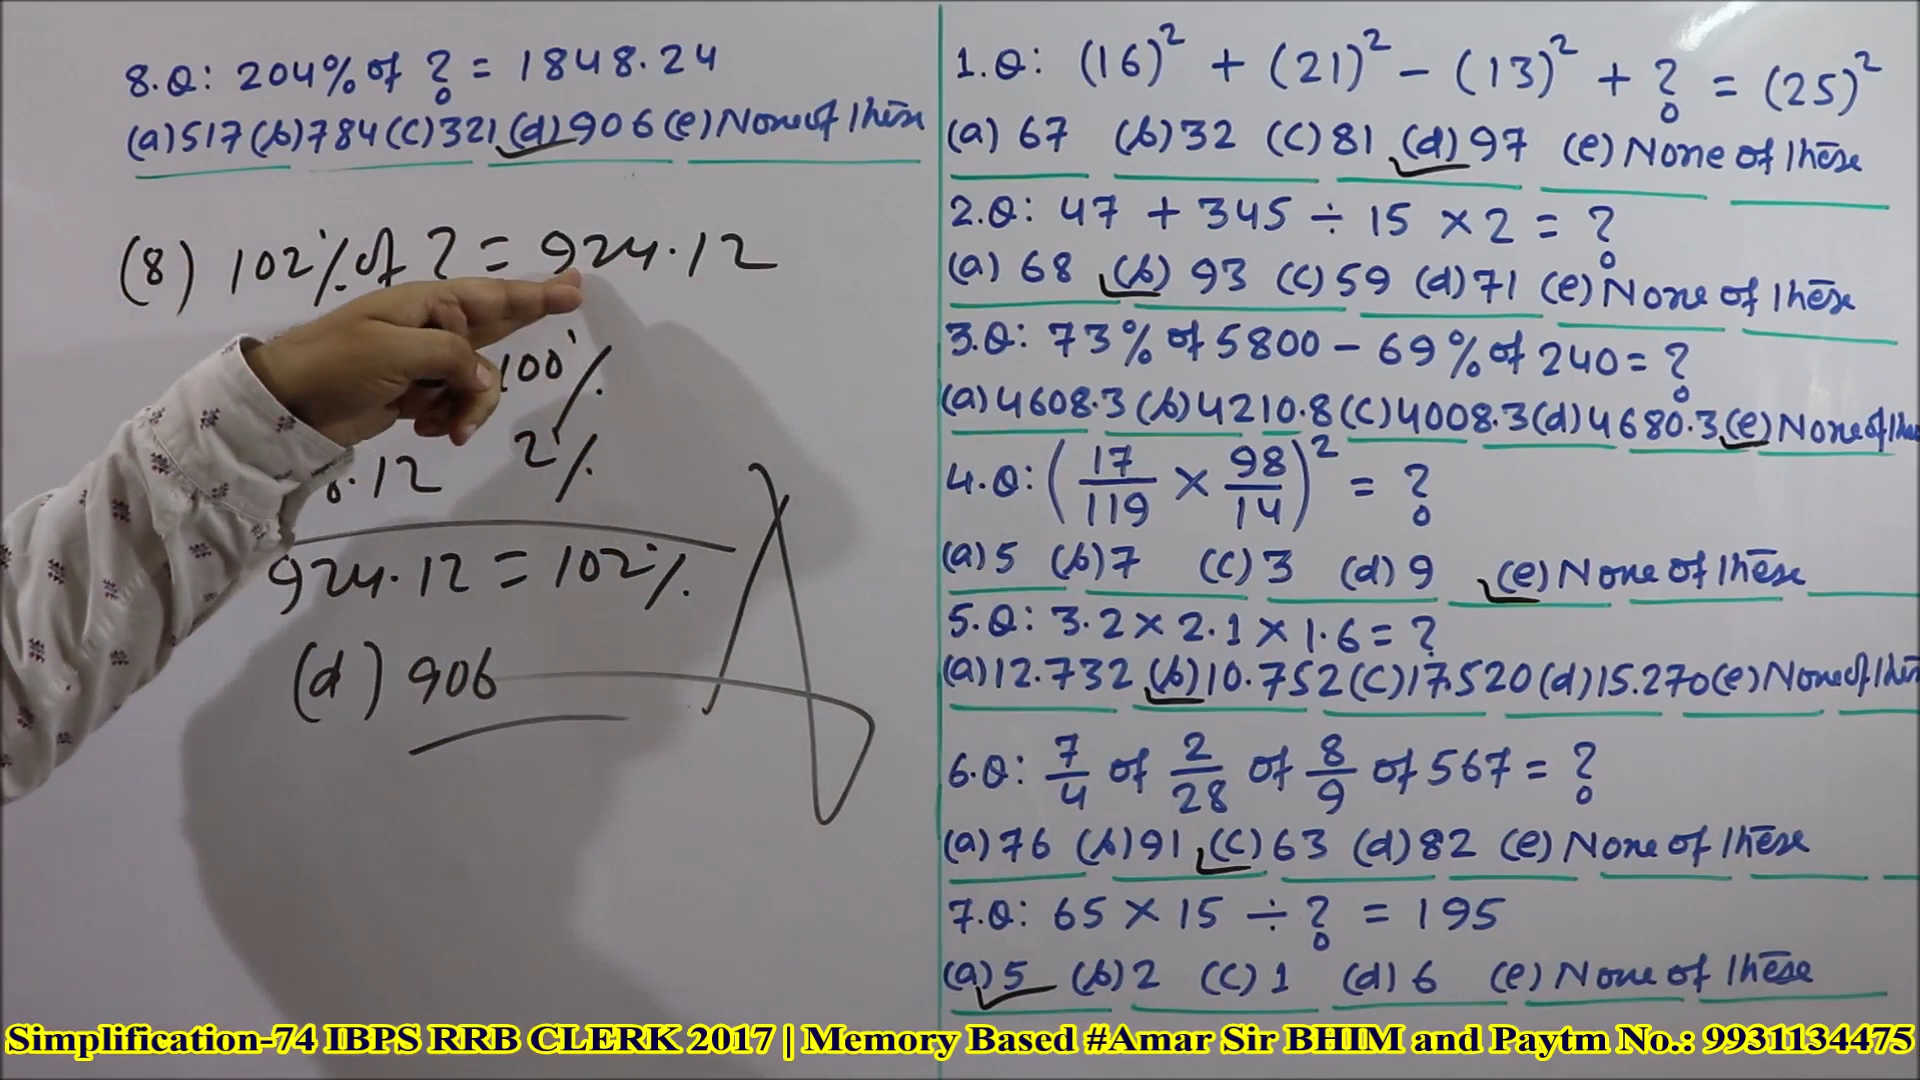 8.Q: 204% of ? = 1848.24
(a) 517 (b) 784 (c) 321 (d) 906 (e) None of these
(8) 102% of ? = 924.12
100%
.12 2%
924.12 = 102%
(d) 906
1.Q: (16)² + (21)² - (13)² + ? = (25)²
(a) 67 (b) 32 (c) 81 (d) 97 (e) None of these
2.Q: 47 + 345 ÷ 15 × 2 = ?
(a) 68 (b) 93 (c) 59 (d) 71 (e) None of these
3.Q: 73% of 5800 - 69% of 240 = ?
(a) 4608.3 (b) 4210.8 (c) 4008.3 (d) 4680.3 (e) None of
4.Q: (17/119 × 98/14)² = ?
(a) 5 (b) 7 (c) 3 (d) 9 (e) None of these
5.Q: 3.2 × 2.1 × 1.6 = ?
(a) 12.732 (b) 10.752 (c) 17.520 (d) 15.270 (e) None of
6.Q: 7/4 of 2/28 of 8/9 of 567 = ?
(a) 76 (b) 91 (c) 63 (d) 82 (e) None of these
7.Q: 65 × 15 ÷ ? = 195
(a) 5 (b) 2 (c) 1 (d) 6 (e) None of these
Simplification-74 IBPS RRB CLERK 2017 | Memory Based #Amar Sir BHIM and Paytm No.: 9931134475